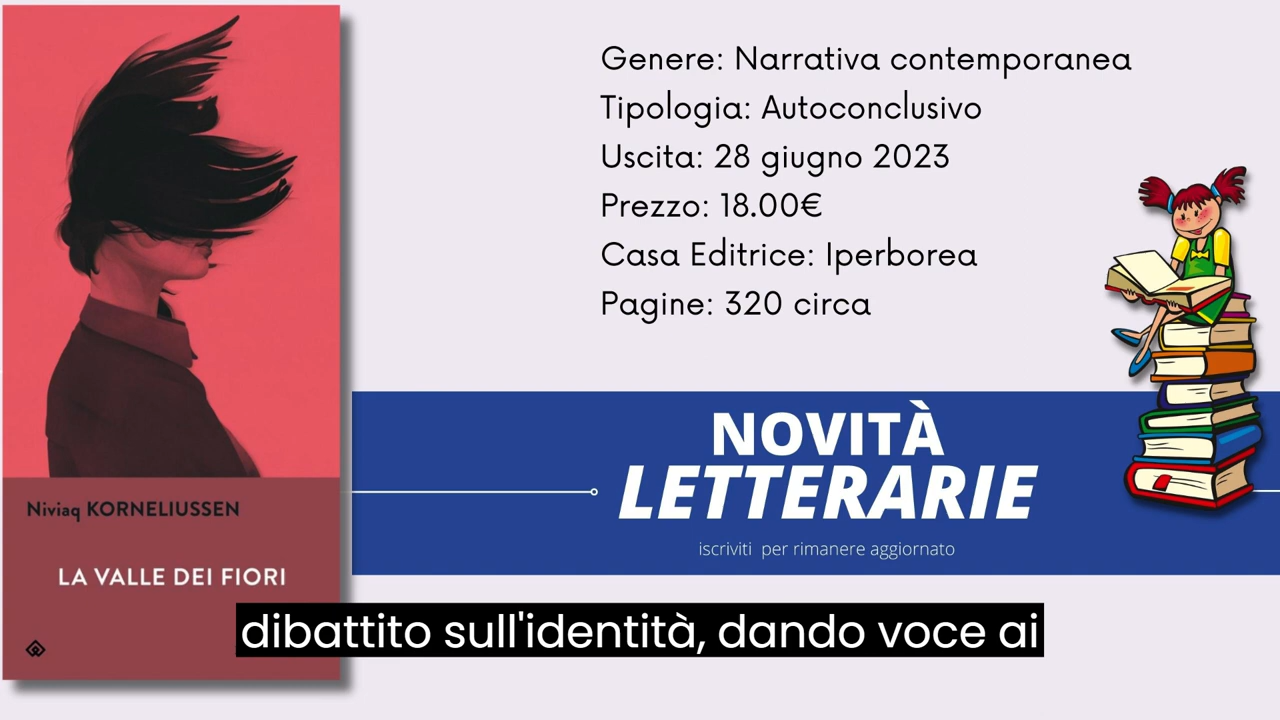 Genere: Narrativa contemporanea
Tipologia: Autoconclusivo
Uscita: 28 giugno 2023
Prezzo: 18.00€
Casa Editrice: Iperborea
Pagine: 320 circa
NOVITÀ
LETTERARIE
iscriviti per rimanere aggiornato
Niviaq KORNELIUSSEN
LA VALLE DEI FIORI
dibattito sull'identità, dando voce ai